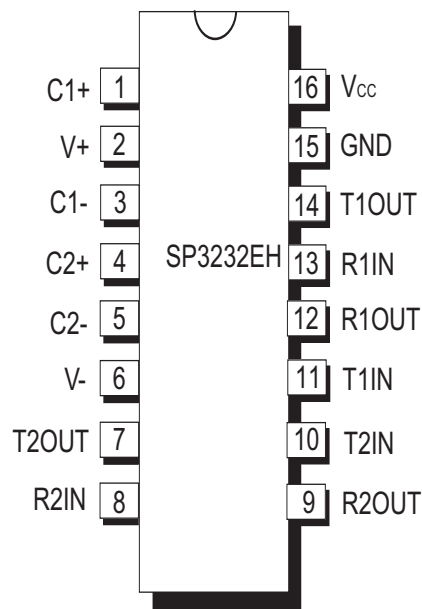 C1+ 1 16 Vcc
V+ 2 15 GND
C1- 3 14 T1OUT
C2+ 4 SP3232EH 13 R1IN
C2- 5 12 R1OUT
V- 6 11 T1IN
T2OUT 7 10 T2IN
R2IN 8 9 R2OUT